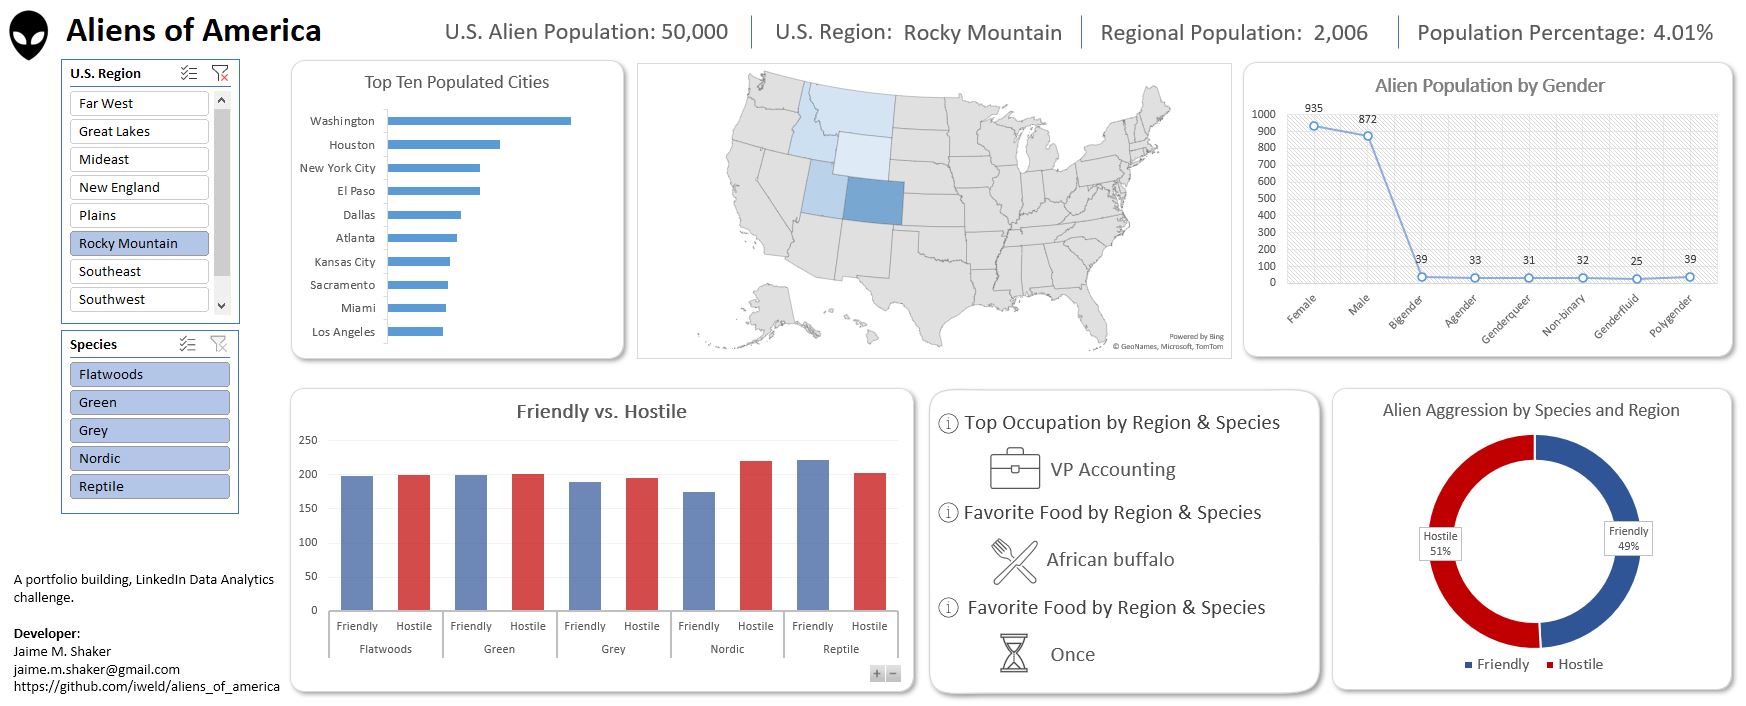 Aliens of America
U.S. Alien Population: 50,000
U.S. Region: Rocky Mountain
Regional Population: 2,006
Population Percentage: 4.01%
U.S. Region
Far West
Great Lakes
Mideast
New England
Plains
Rocky Mountain
Southeast
Southwest
Species
Flatwoods
Green
Grey
Nordic
Reptile
A portfolio building, LinkedIn Data Analytics
challenge.
Developer:
Jaime M. Shaker
jaime.m.shaker@gmail.com
https://github.com/iweld/aliens_of_america
Top Ten Populated Cities
Washington
Houston
New York City
El Paso
Dallas
Atlanta
Kansas City
Sacramento
Miami
Los Angeles
Powered by Bing
© GeoNames, Microsoft, TomTom
Alien Population by Gender
1000
900
800
700
600
500
400
300
200
100
0
935
872
39
33
31
32
25
39
Female
Male
Bigender
Agender
Genderqueer
Non-binary
Genderfluid
Polygender
Friendly vs. Hostile
250
200
150
100
50
0
Friendly Hostile Friendly Hostile Friendly Hostile Friendly Hostile Friendly Hostile
Flatwoods Green Grey Nordic Reptile
Top Occupation by Region & Species
VP Accounting
Favorite Food by Region & Species
African buffalo
Favorite Food by Region & Species
Once
Alien Aggression by Species and Region
Hostile
51%
Friendly
49%
Friendly Hostile